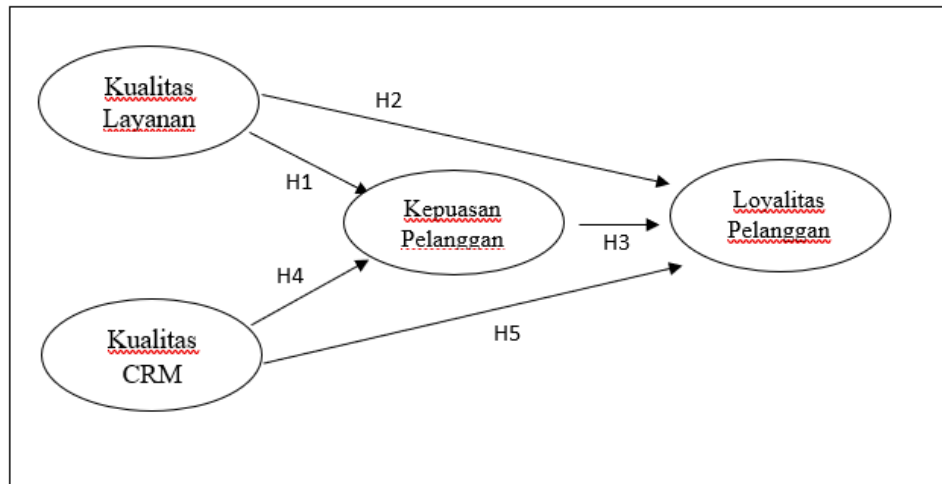 Kualitas
Layanan
H2
H1
Kepuasan
Pelanggan
H3
Loyalitas
Pelanggan
H4
H5
Kualitas
CRM